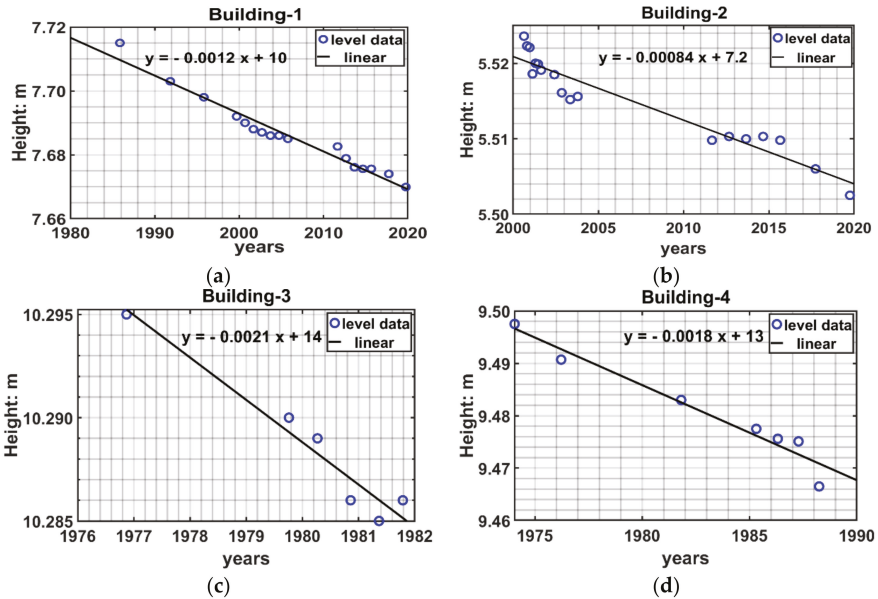 Building-1
7.72
7.70
7.68
7.66
Height: m
y = - 0.0012 x + 10
level data
linear
1980
1990
2000
2010
2020
years
(a)
Building-2
5.52
5.51
5.50
Height: m
y = - 0.00084 x + 7.2
level data
linear
2000
2005
2010
2015
2020
years
(b)
Building-3
10.295
10.290
10.285
Height: m
y = - 0.0021 x + 14
level data
linear
1976
1977
1978
1979
1980
1981
1982
years
(c)
Building-4
9.50
9.49
9.48
9.47
9.46
Height: m
y = - 0.0018 x + 13
level data
linear
1975
1980
1985
1990
years
(d)